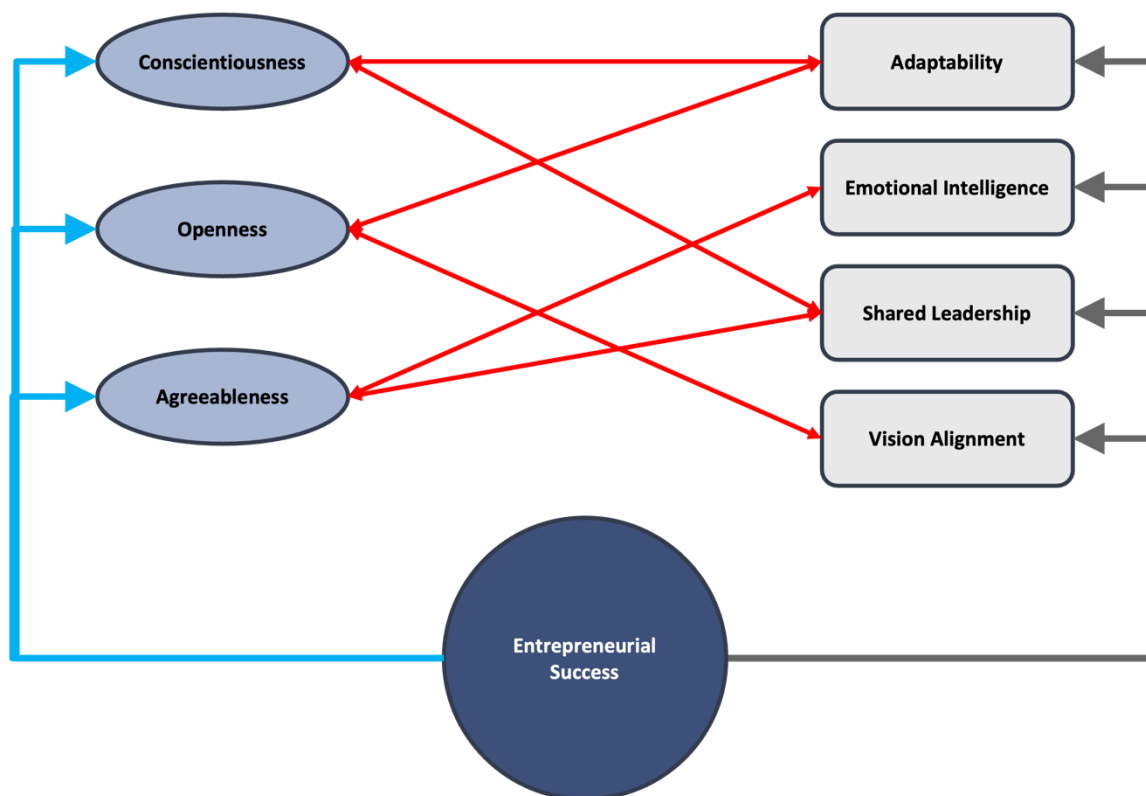 Conscientiousness
Adaptability
Emotional Intelligence
Openness
Shared Leadership
Agreeableness
Vision Alignment
Entrepreneurial
Success